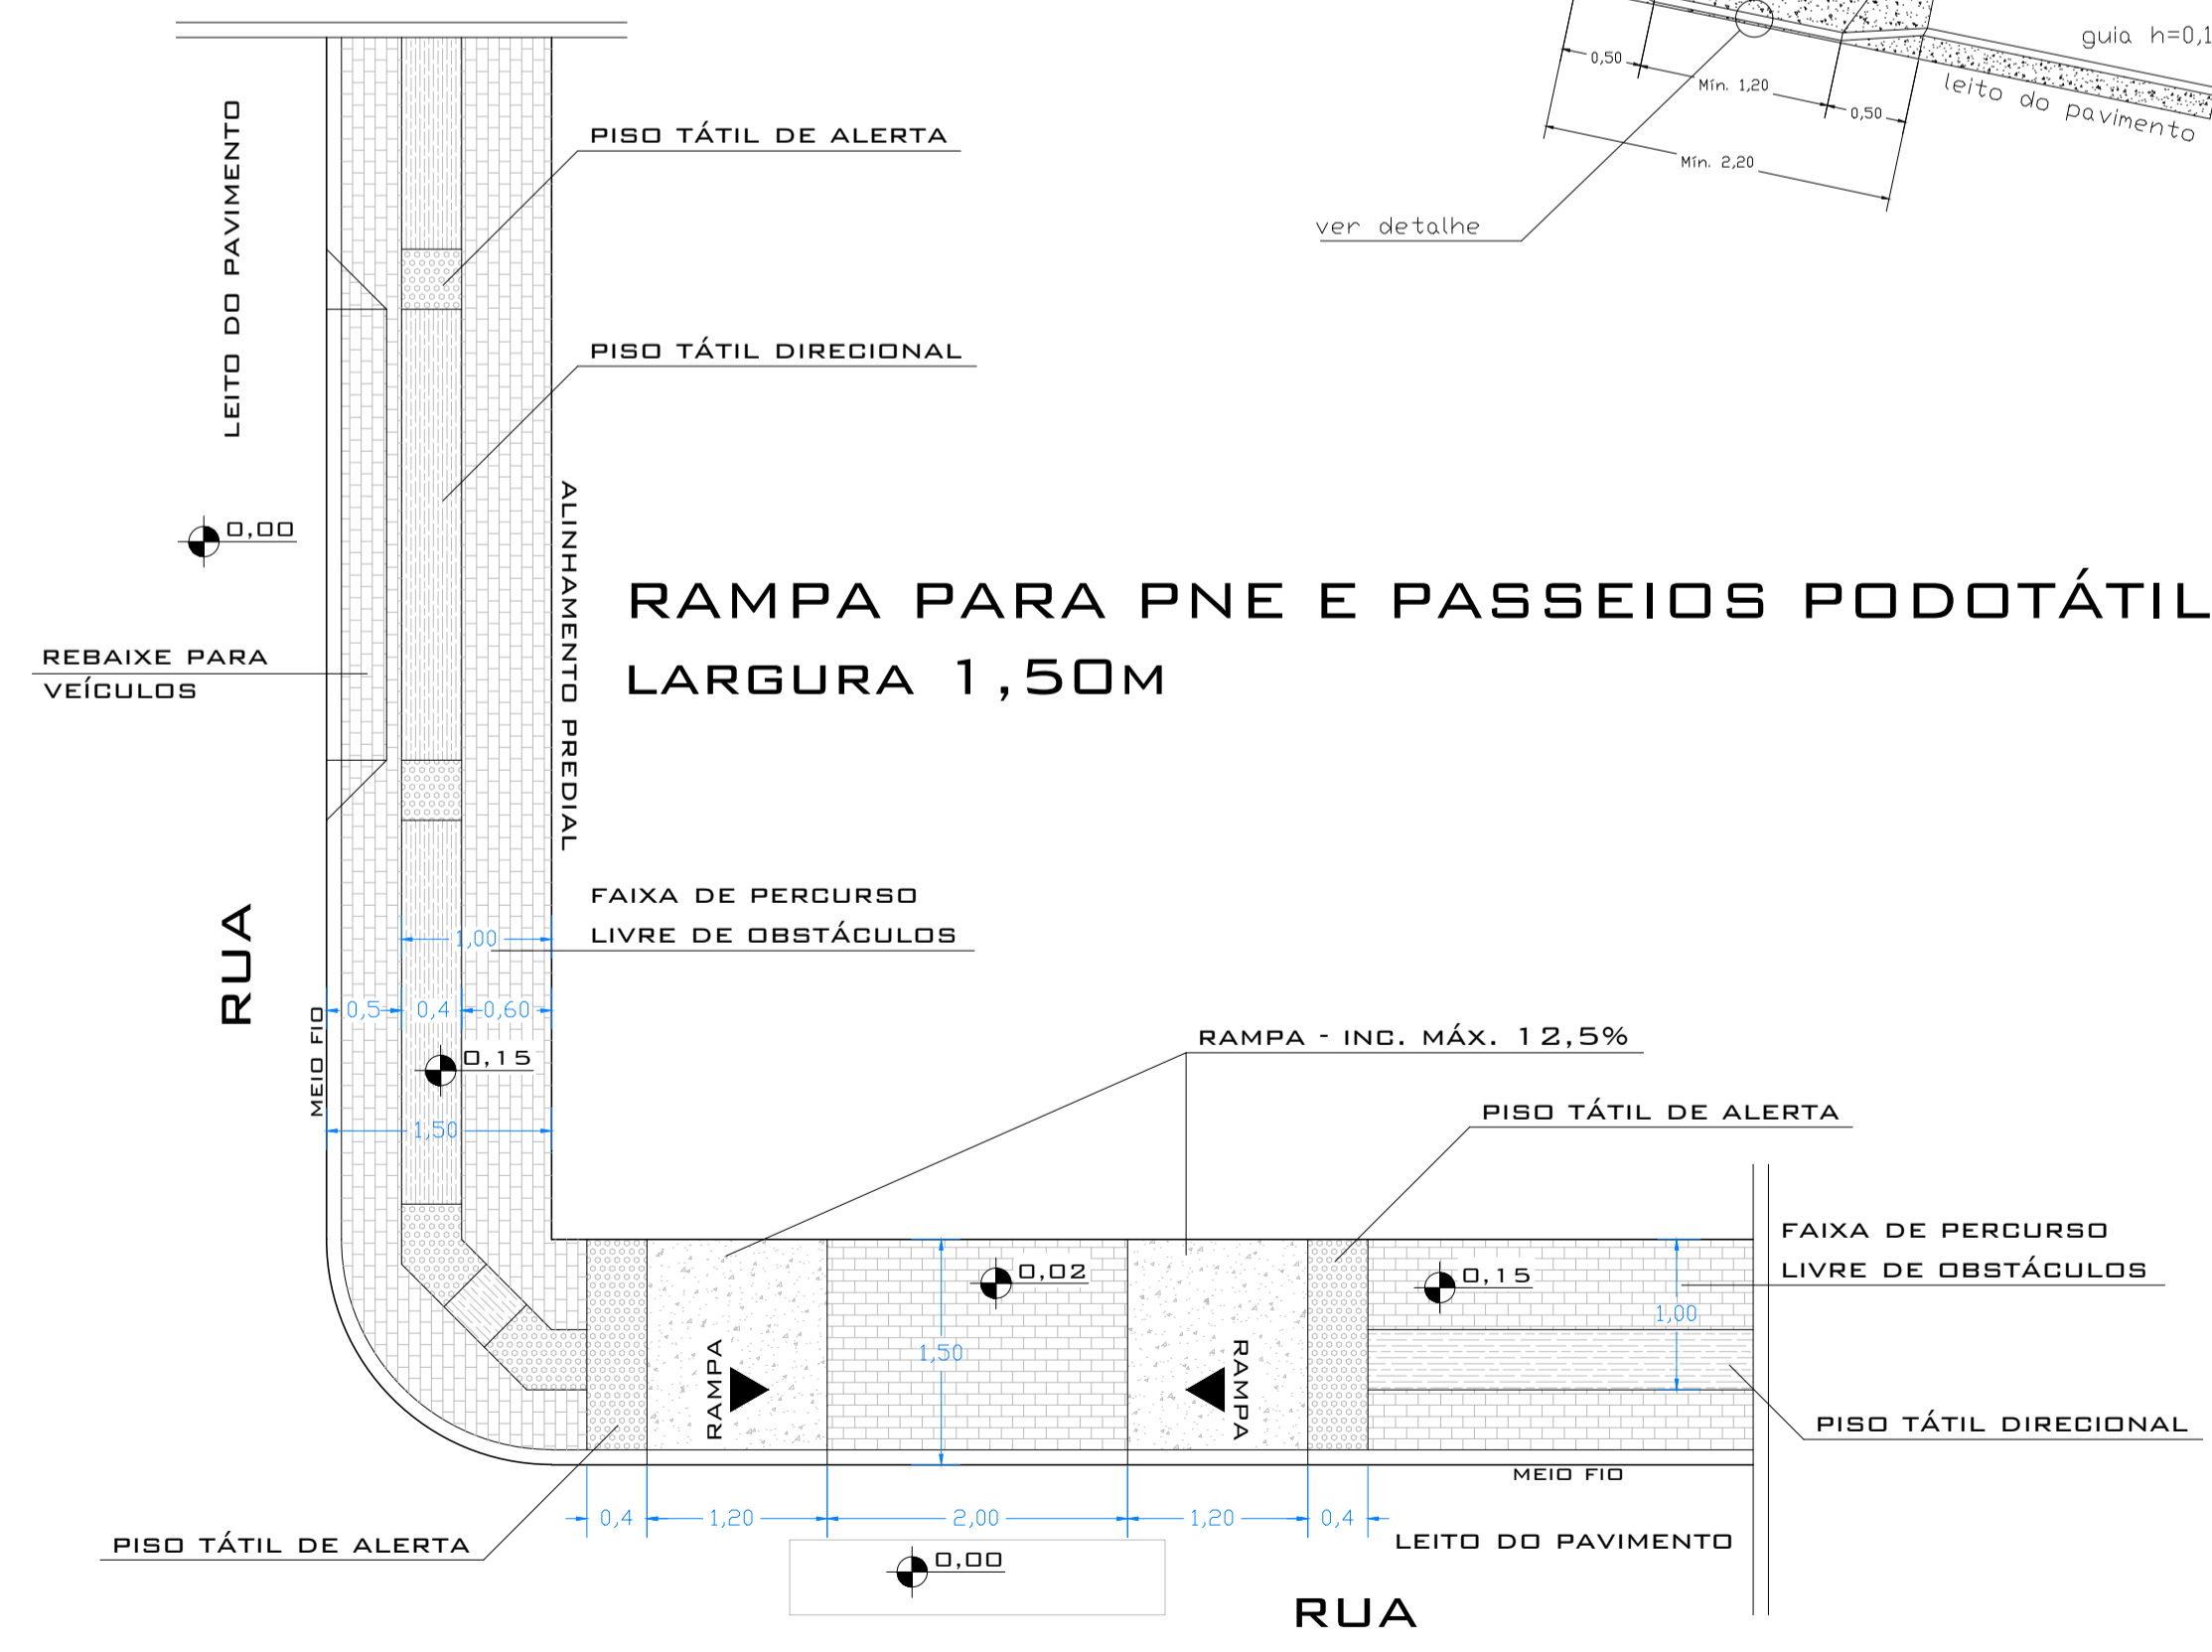 guia h=0,1
0,50
Mín. 1,20
0,50
Mín. 2,20
leito do pavimento
ver detalhe
LEITO DO PAVIMENTO
PISO TÁTIL DE ALERTA
PISO TÁTIL DIRECIONAL
0,00
ALINHAMENTO PREDIAL
RAMPA PARA PNE E PASSEIOS PODOTÁTIL
LARGURA 1,50M
REBAIXE PARA
VEÍCULOS
FAIXA DE PERCURSO
LIVRE DE OBSTÁCULOS
1,00
RUA
MEIO FIO
0,5
0,4
0,60
0,15
1,50
RAMPA - INC. MÁX. 12,5%
PISO TÁTIL DE ALERTA
FAIXA DE PERCURSO
LIVRE DE OBSTÁCULOS
0,02
0,15
1,00
1,50
RAMPA
RAMPA
PISO TÁTIL DIRECIONAL
MEIO FIO
0,4
1,20
2,00
1,20
0,4
PISO TÁTIL DE ALERTA
LEITO DO PAVIMENTO
0,00
RUA